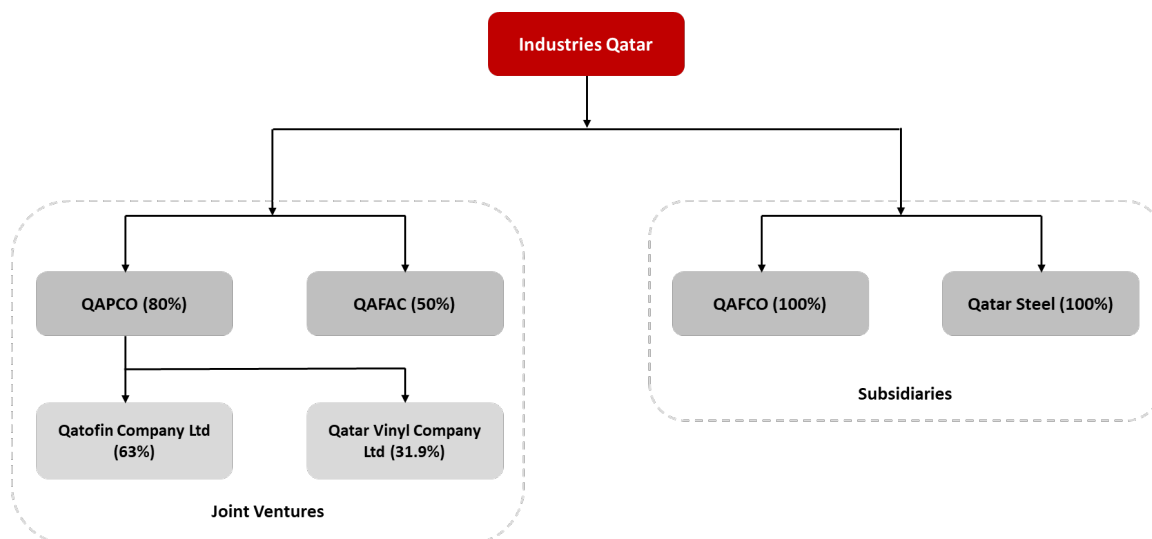 Industries Qatar
QAPCO (80%)
QAFAC (50%)
QAFCO (100%)
Qatar Steel (100%)
Qatofin Company Ltd
(63%)
Qatar Vinyl Company
Ltd (31.9%)
Subsidiaries
Joint Ventures